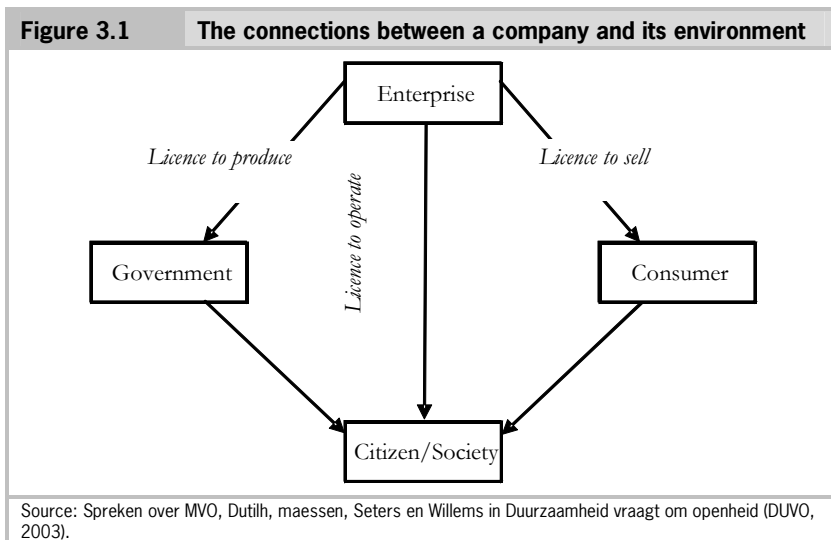 Figure 3.1 The connections between a company and its environment
Enterprise
Licence to produce
Licence to sell
Licence to operate
Government
Consumer
Citizen/Society
Source: Spreken over MVO, Dutilh, maessen, Seters en Willems in Duurzaamheid vraagt om openheid (DUVO,
2003).